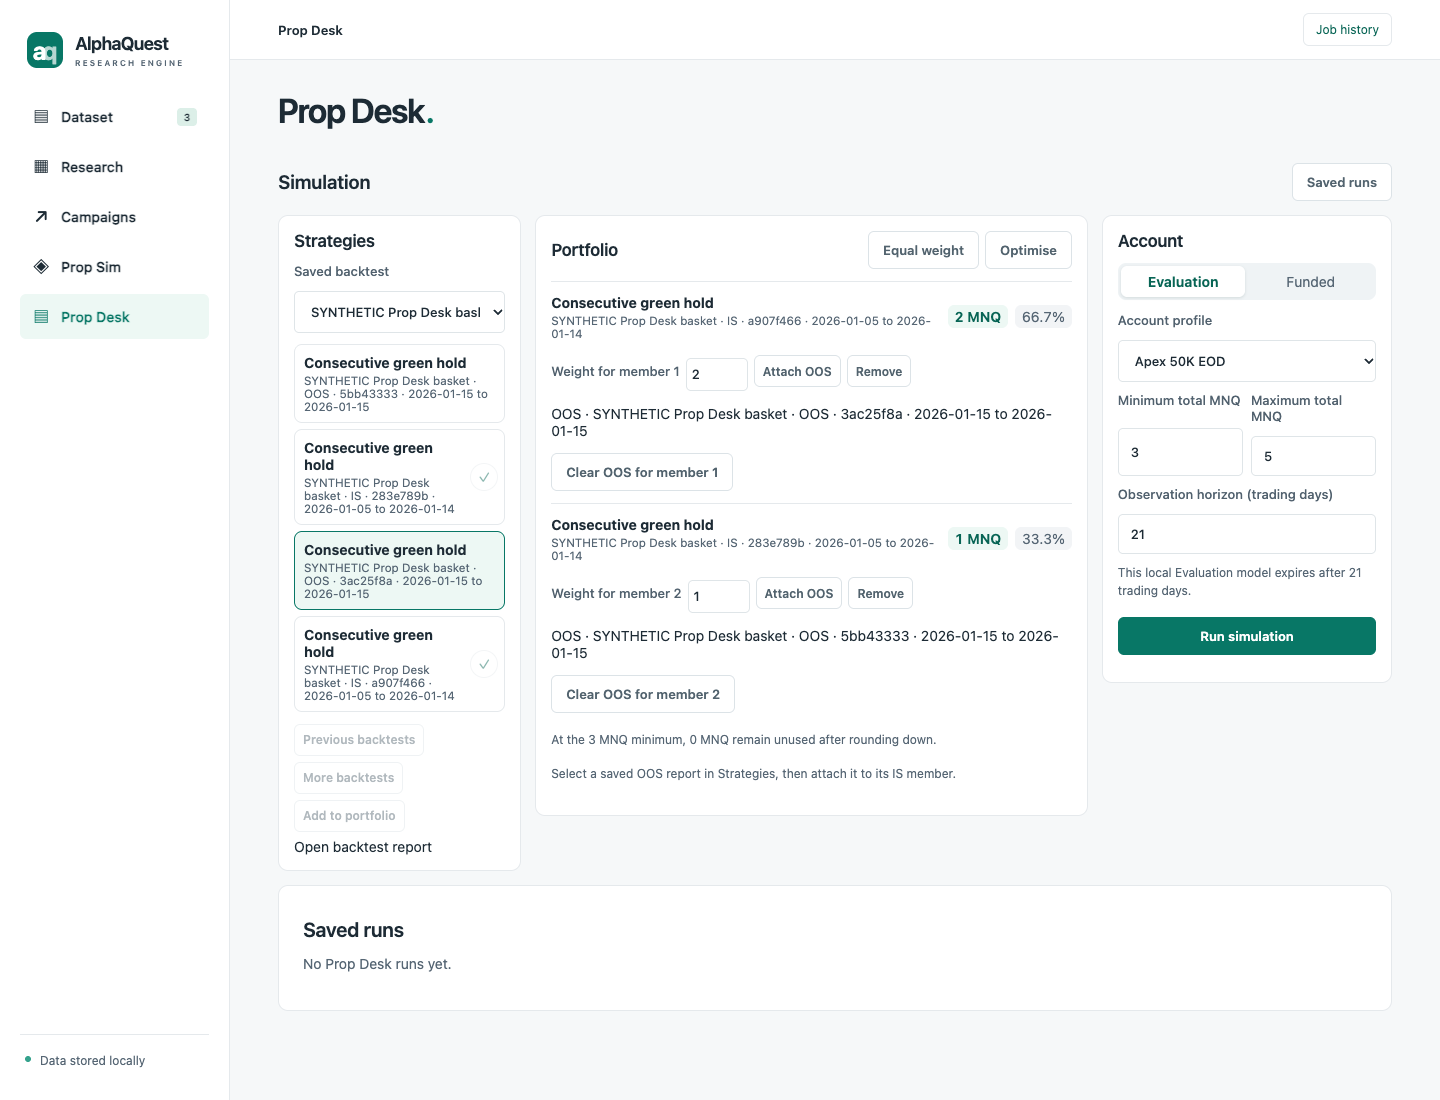 aq
AlphaQuest
RESEARCH ENGINE
Dataset
3
Research
Campaigns
Prop Sim
Prop Desk
Data stored locally
Prop Desk
Job history
Prop Desk.
Simulation
Saved runs
Strategies
Saved backtest
SYNTHETIC Prop Desk basl
Consecutive green hold
SYNTHETIC Prop Desk basket ·
OOS · 5bb43333 · 2026-01-15 to
2026-01-15
Consecutive green
hold
SYNTHETIC Prop Desk
basket · IS · 283e789b ·
2026-01-05 to 2026-01-14
Consecutive green hold
SYNTHETIC Prop Desk basket ·
OOS · 3ac25f8a · 2026-01-15 to
2026-01-15
Consecutive green
hold
SYNTHETIC Prop Desk
basket · IS · a907f466 ·
2026-01-05 to 2026-01-14
Previous backtests
More backtests
Add to portfolio
Open backtest report
Portfolio
Equal weight
Optimise
Consecutive green hold
SYNTHETIC Prop Desk basket · IS · a907f466 · 2026-01-05 to 2026-
01-14
2 MNQ
66.7%
Weight for member 1
2
Attach OOS
Remove
OOS · SYNTHETIC Prop Desk basket · OOS · 3ac25f8a · 2026-01-15 to 2026-
01-15
Clear OOS for member 1
Consecutive green hold
SYNTHETIC Prop Desk basket · IS · 283e789b · 2026-01-05 to 2026-
01-14
1 MNQ
33.3%
Weight for member 2
1
Attach OOS
Remove
OOS · SYNTHETIC Prop Desk basket · OOS · 5bb43333 · 2026-01-15 to 2026-
01-15
Clear OOS for member 2
At the 3 MNQ minimum, 0 MNQ remain unused after rounding down.
Select a saved OOS report in Strategies, then attach it to its IS member.
Account
Evaluation
Funded
Account profile
Apex 50K EOD
Minimum total MNQ
3
Maximum total
MNQ
5
Observation horizon (trading days)
21
This local Evaluation model expires after 21
trading days.
Run simulation
Saved runs
No Prop Desk runs yet.